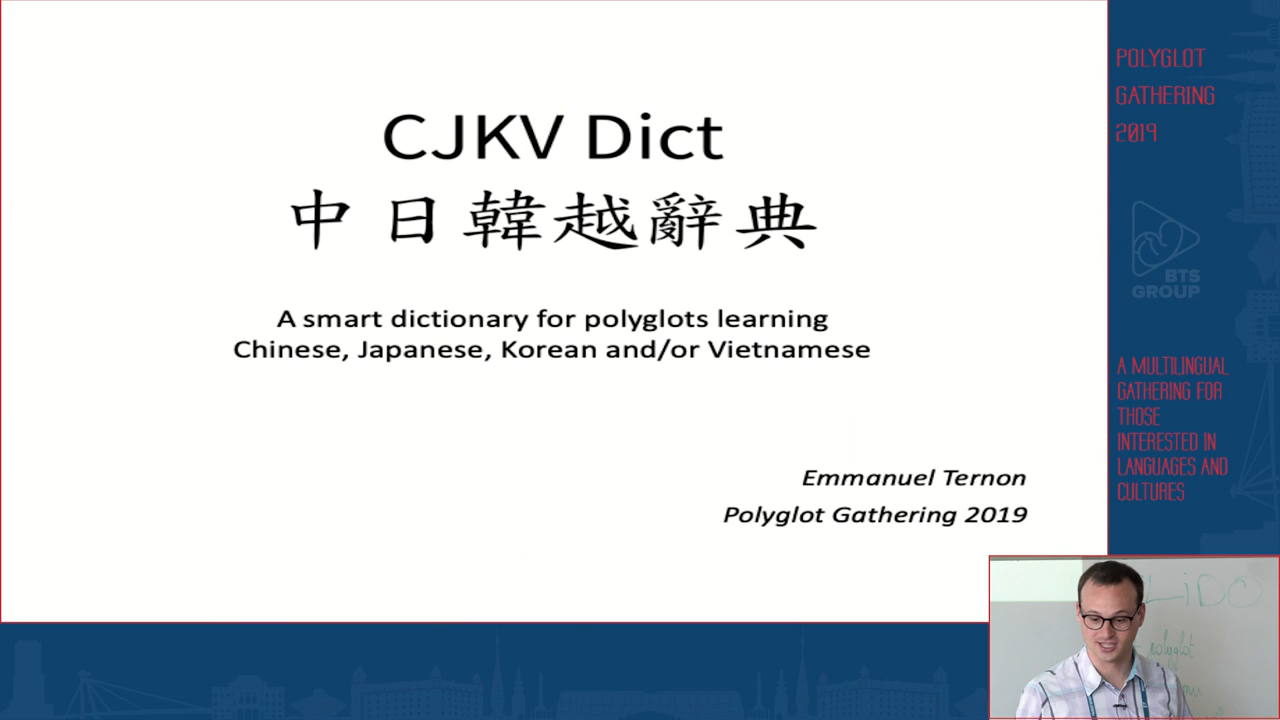 CJKV Dict
中日韓越辭典
A smart dictionary for polyglots learning
Chinese, Japanese, Korean and/or Vietnamese
Emmanuel Ternon
Polyglot Gathering 2019
POLYGLOT
GATHERING
2019
BTS
GROUP
A MULTILINGUAL
GATHERING FOR
THOSE
INTERESTED IN
LANGUAGES AND
CULTURES
LiDO
polyglot